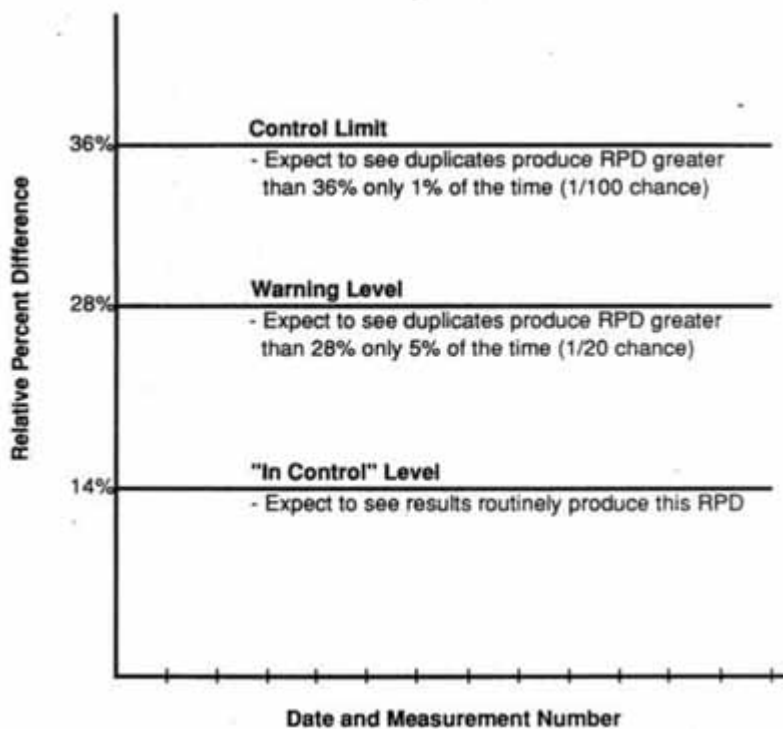 Control Limit
36%
- Expect to see duplicates produce RPD greater
than 36% only 1% of the time (1/100 chance)
Warning Level
28%
- Expect to see duplicates produce RPD greater
than 28% only 5% of the time (1/20 chance)
"In Control" Level
14%
- Expect to see results routinely produce this RPD
Relative Percent Difference
Date and Measurement Number